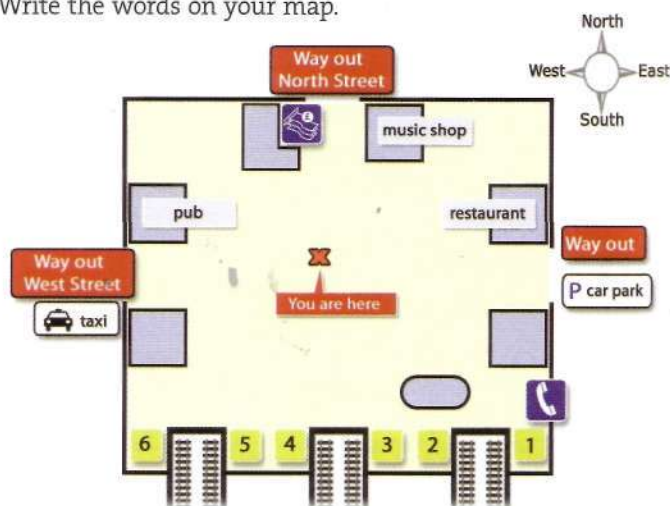 Write the words on your map.
North
West
East
South
Way out
North Street
£
music shop
pub
restaurant
Way out
West Street
Way out
P car park
You are here
taxi
6
5
4
3
2
1